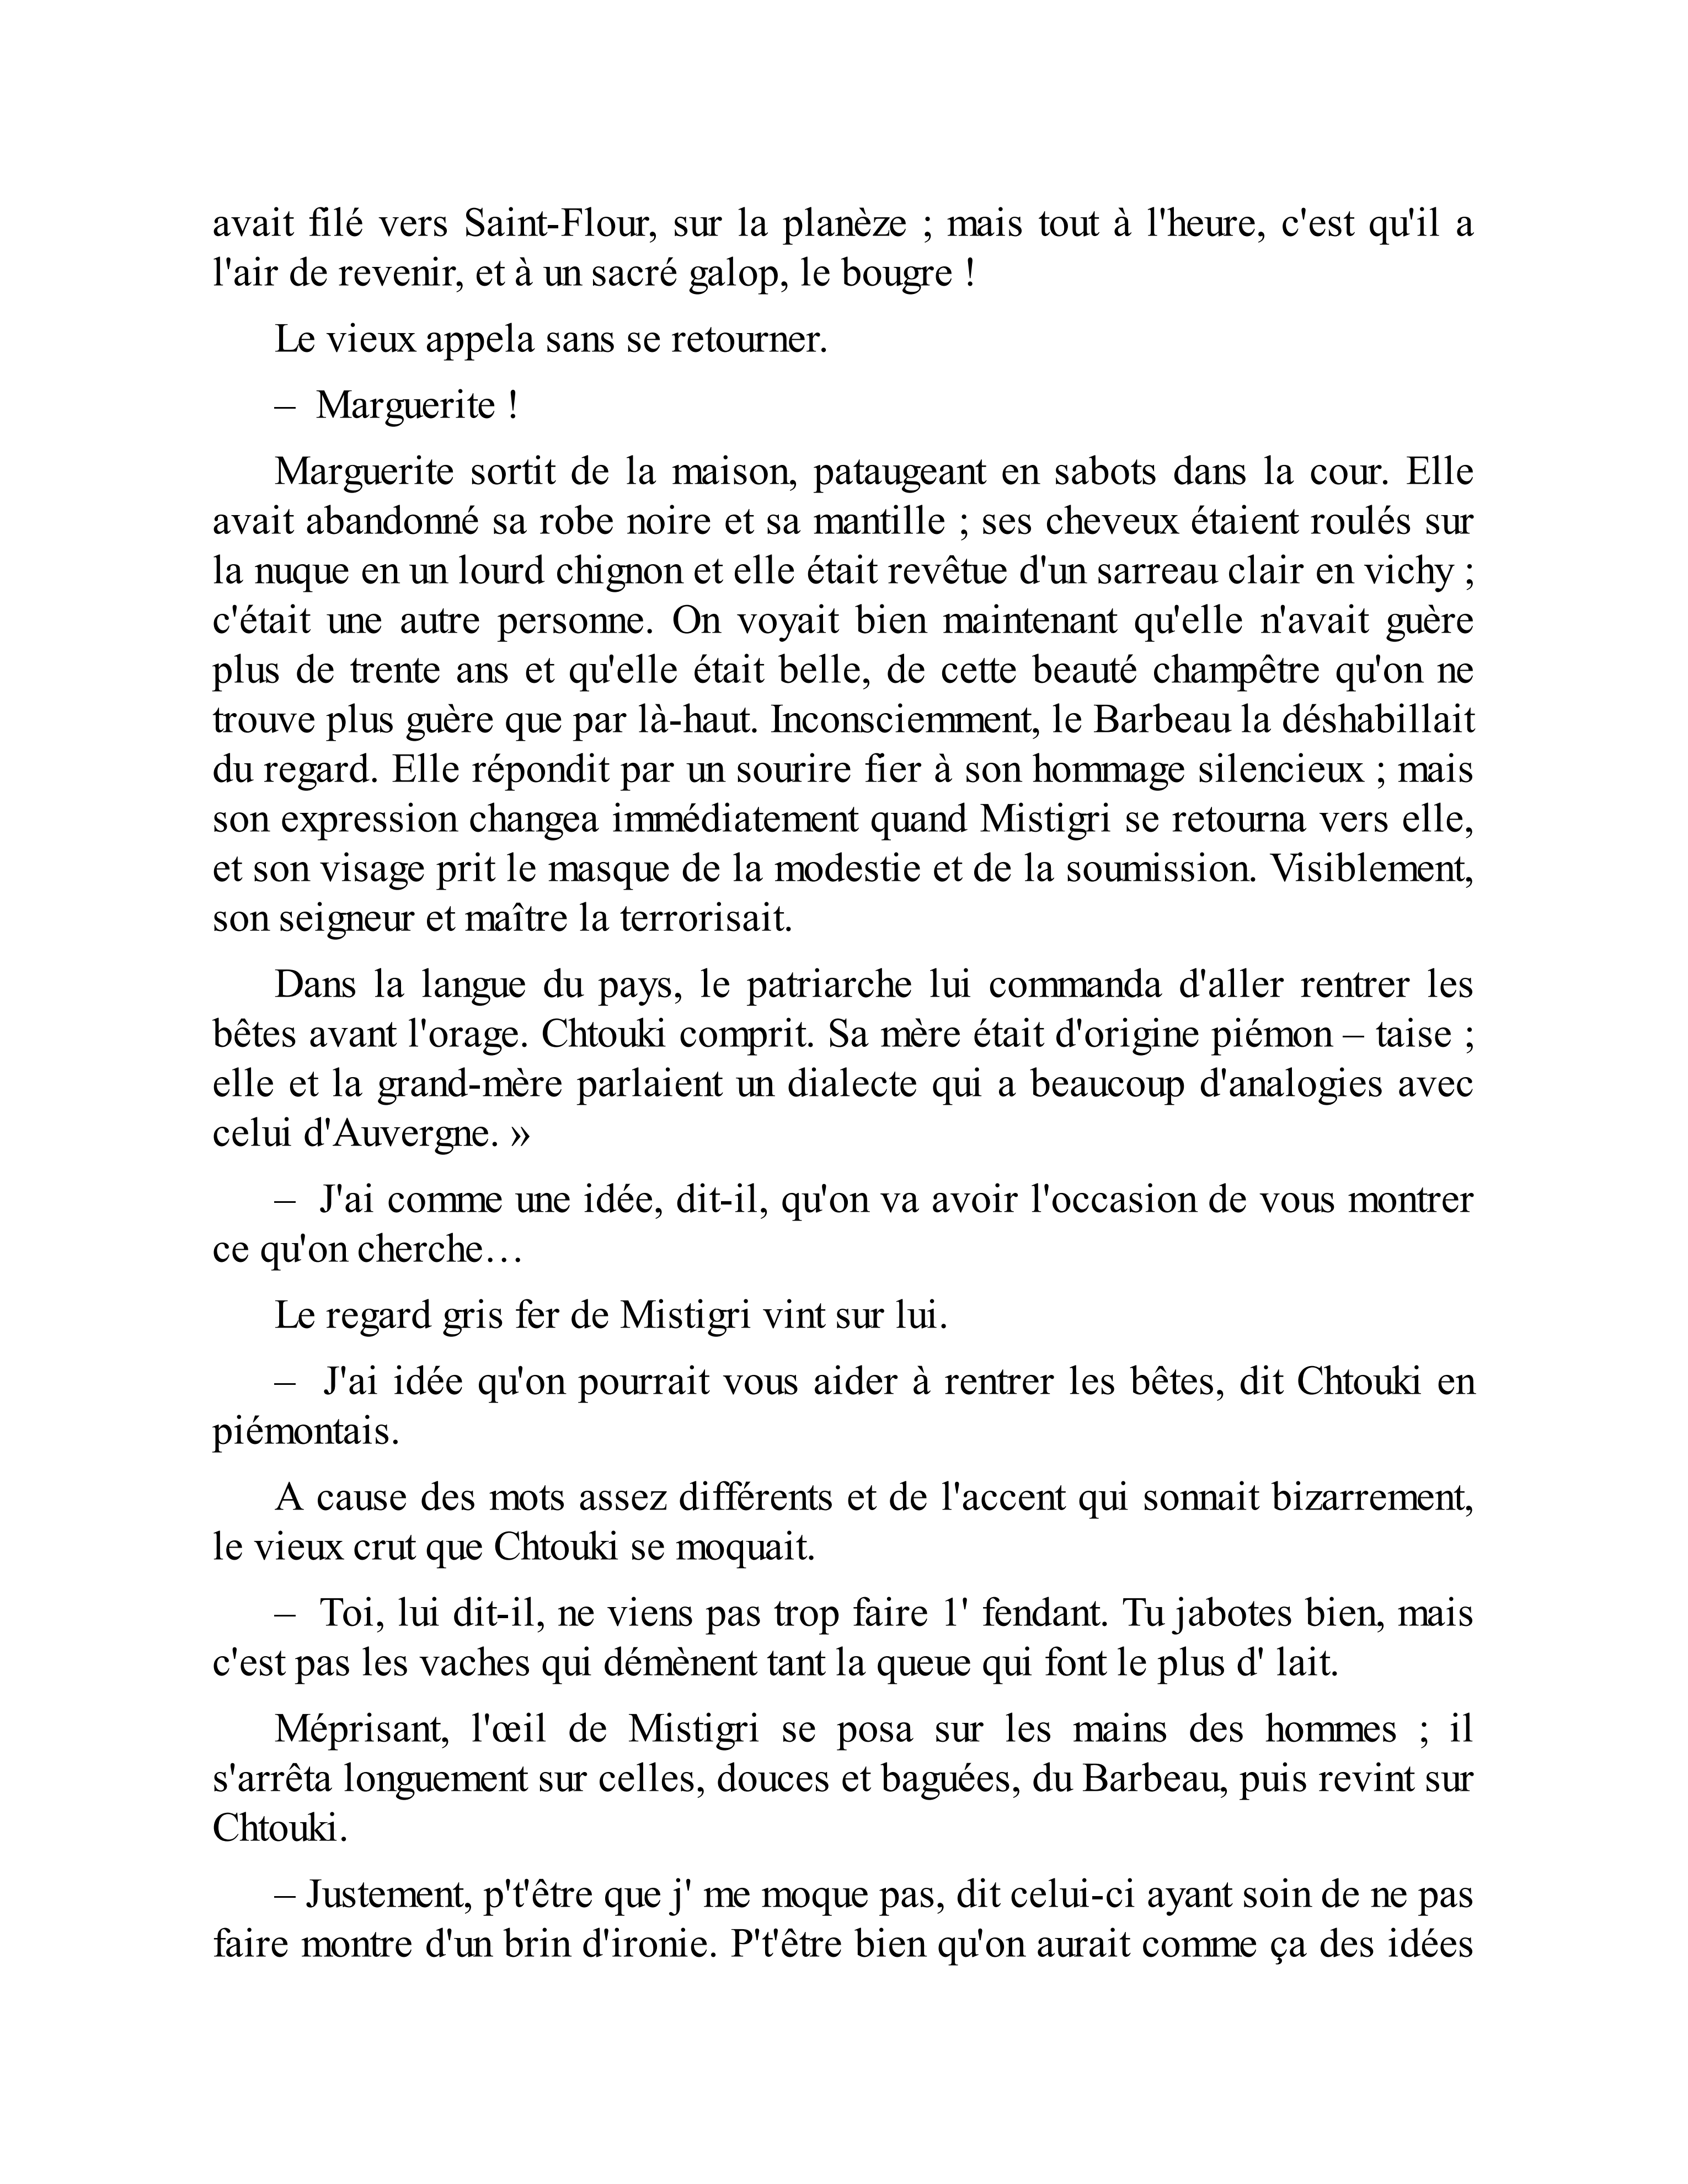 avait filé vers Saint-Flour, sur la planèze ; mais tout à l'heure, c'est qu'il a
l'air de revenir, et à un sacré galop, le bougre !
Le vieux appela sans se retourner.
– Marguerite !
Marguerite sortit de la maison, pataugeant en sabots dans la cour. Elle
avait abandonné sa robe noire et sa mantille ; ses cheveux étaient roulés sur
la nuque en un lourd chignon et elle était revêtue d'un sarreau clair en vichy ;
c'était une autre personne. On voyait bien maintenant qu'elle n'avait guère
plus de trente ans et qu'elle était belle, de cette beauté champêtre qu'on ne
trouve plus guère que par là-haut. Inconsciemment, le Barbeau la déshabillait
du regard. Elle répondit par un sourire fier à son hommage silencieux ; mais
son expression changea immédiatement quand Mistigri se retourna vers elle,
et son visage prit le masque de la modestie et de la soumission. Visiblement,
son seigneur et maître la terrorisait.
Dans la langue du pays, le patriarche lui commanda d'aller rentrer les
bêtes avant l'orage. Chtouki comprit. Sa mère était d'origine piémon – taise ;
elle et la grand-mère parlaient un dialecte qui a beaucoup d'analogies avec
celui d'Auvergne. »
– J'ai comme une idée, dit-il, qu'on va avoir l'occasion de vous montrer
ce qu'on cherche…
Le regard gris fer de Mistigri vint sur lui.
– J'ai idée qu'on pourrait vous aider à rentrer les bêtes, dit Chtouki en
piémontais.
A cause des mots assez différents et de l'accent qui sonnait bizarrement,
le vieux crut que Chtouki se moquait.
– Toi, lui dit-il, ne viens pas trop faire 1' fendant. Tu jabotes bien, mais
c'est pas les vaches qui démènent tant la queue qui font le plus d' lait.
Méprisant, l'œil de Mistigri se posa sur les mains des hommes ; il
s'arrêta longuement sur celles, douces et baguées, du Barbeau, puis revint sur
Chtouki.
– Justement, p't'être que j' me moque pas, dit celui-ci ayant soin de ne pas
faire montre d'un brin d'ironie. P't'être bien qu'on aurait comme ça des idées